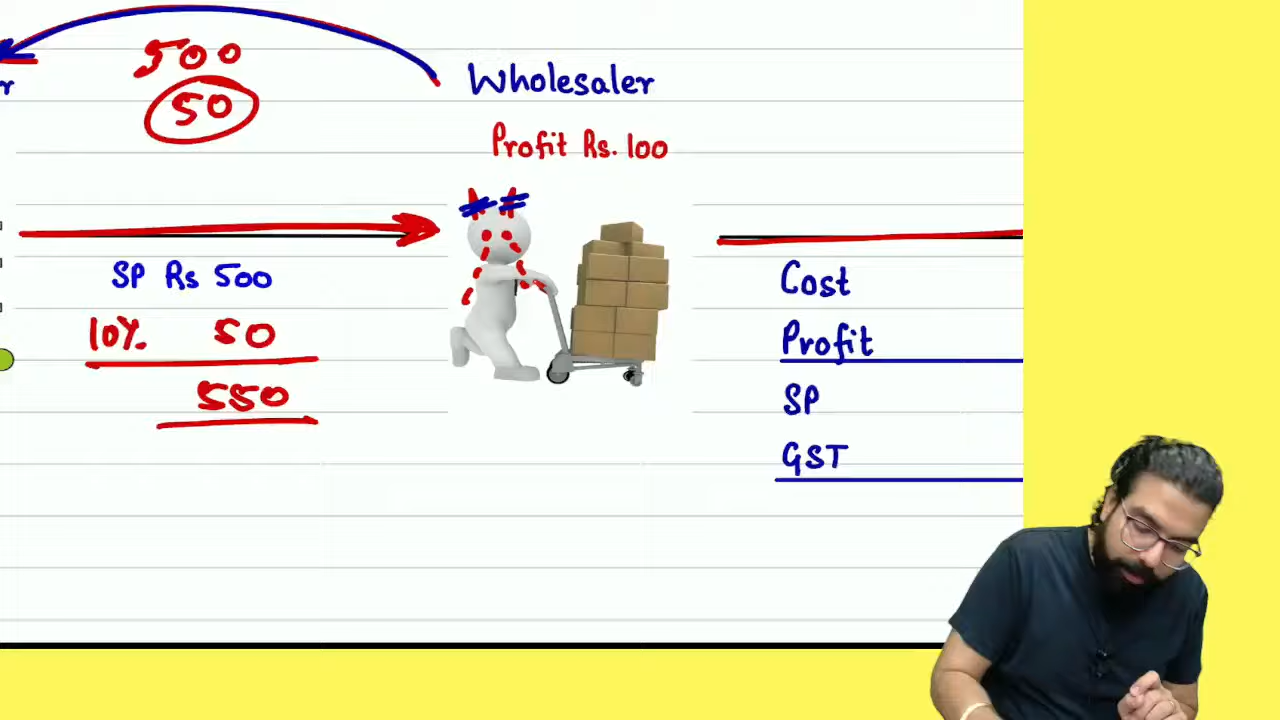 500
50
r
Wholesaler
Profit Rs. 100
SP Rs 500
10% 50
550
Cost
Profit
SP
GST